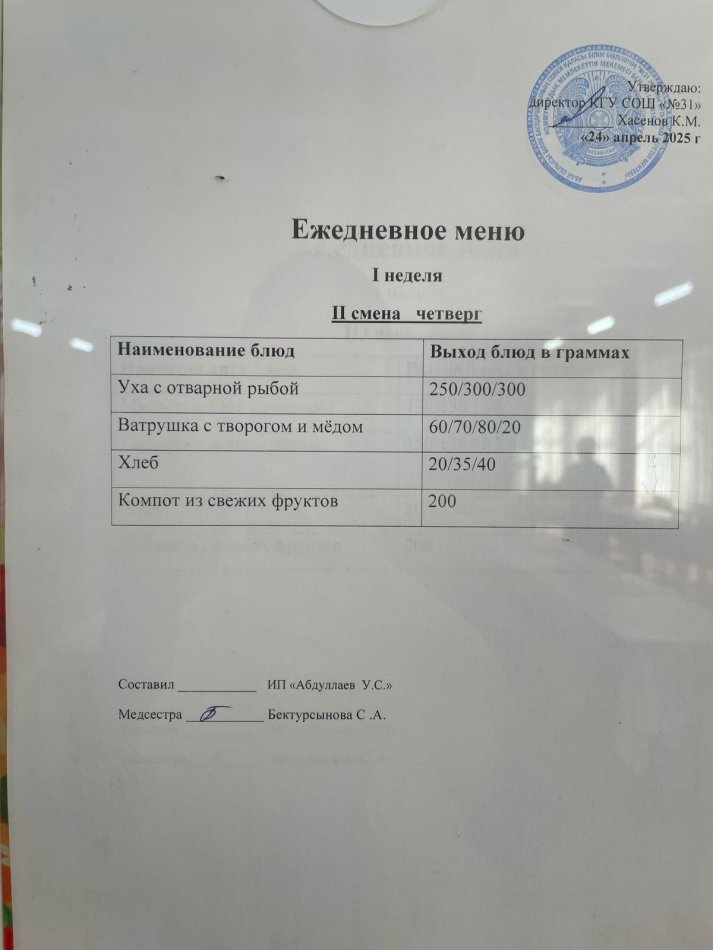 Утверждаю:
директор КГУ СОШ «№31»
Хасенов К.М.
«24» апрель 2025 г
Ежедневное меню
I неделя
II смена четверг
Наименование блюд Выход блюд в граммах
Уха с отварной рыбой 250/300/300
Ватрушка с творогом и мёдом 60/70/80/20
Хлеб 20/35/40
Компот из свежих фруктов 200
Составил ____________ ИП «Абдуллаев У.С.»
Медсестра ____________ Бектурсынова С .А.